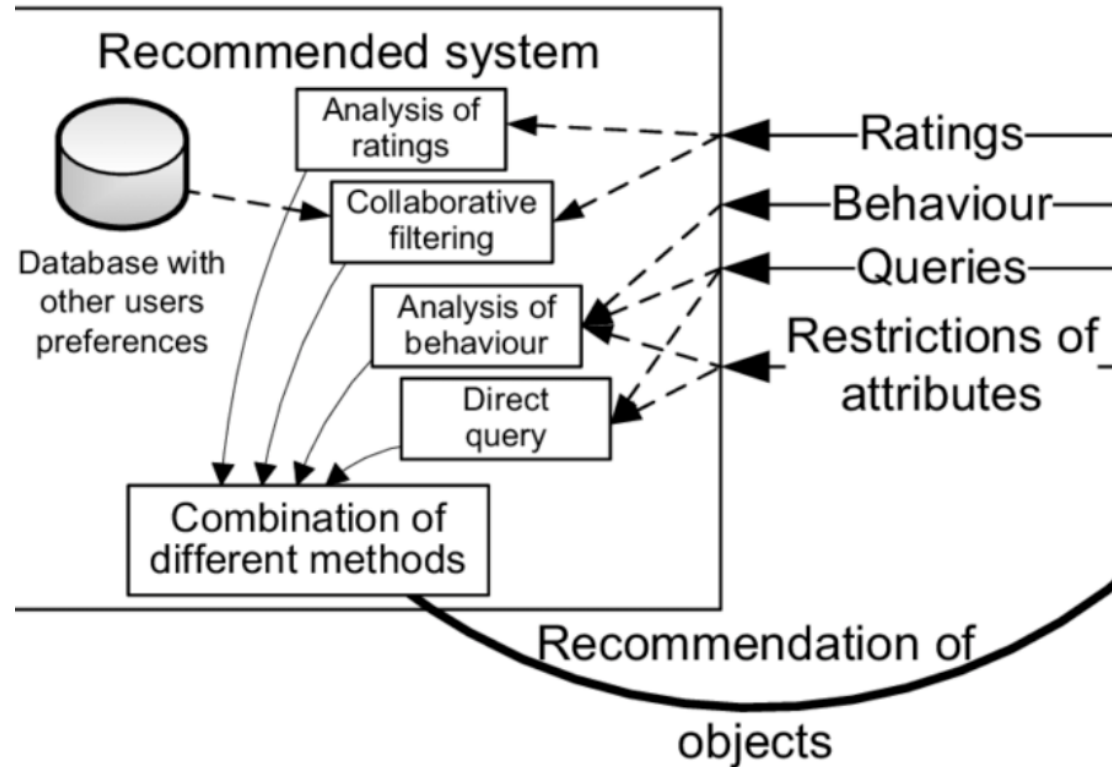 Recommended system
Analysis of
ratings
Collaborative
filtering
Database with
other users
preferences
Analysis of
behaviour
Direct
query
Combination of
different methods
Ratings
Behaviour
Queries
Restrictions of
attributes
Recommendation of
objects